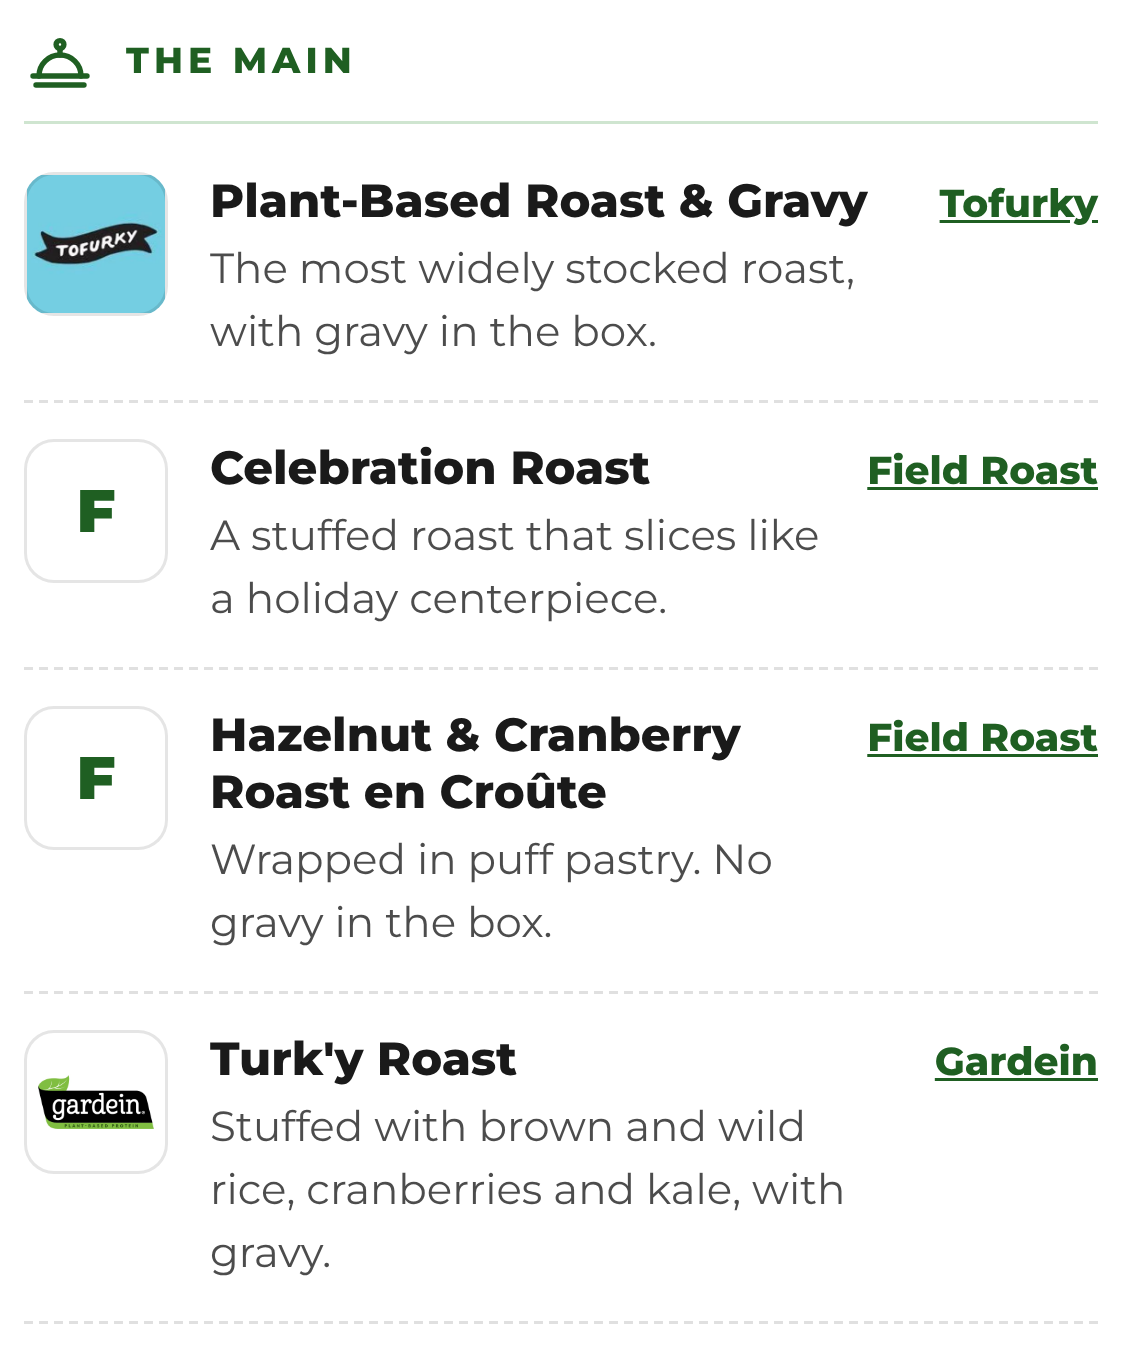 THE MAIN
TOFURKY
Plant-Based Roast & Gravy
Tofurky
The most widely stocked roast,
with gravy in the box.
F
Celebration Roast
Field Roast
A stuffed roast that slices like
a holiday centerpiece.
F
Hazelnut & Cranberry
Roast en Croûte
Field Roast
Wrapped in puff pastry. No
gravy in the box.
gardein.
PLANT-BASED PROTEIN
Turk'y Roast
Gardein
Stuffed with brown and wild
rice, cranberries and kale, with
gravy.